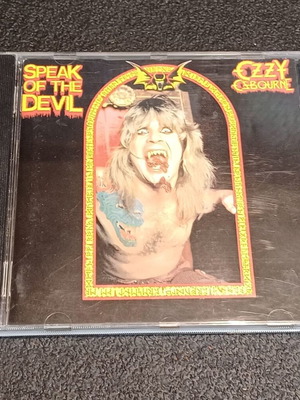 SPEAK
OF THE
DEVIL
OZZY
OSBOURNE